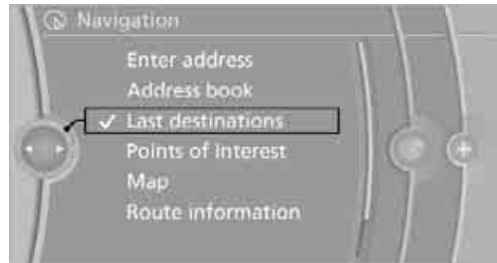 Navigation
Enter address
Address book
✓ Last destinations
Points of Interest
Map
Route information